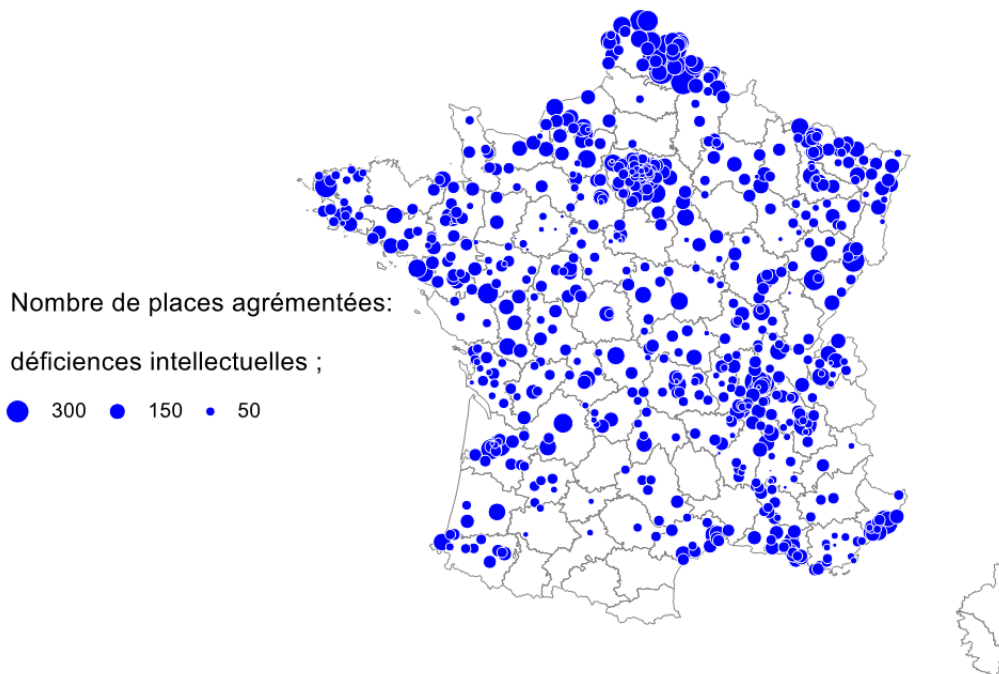 Nombre de places agrémentées:
déficiences intellectuelles ;
300 150 50